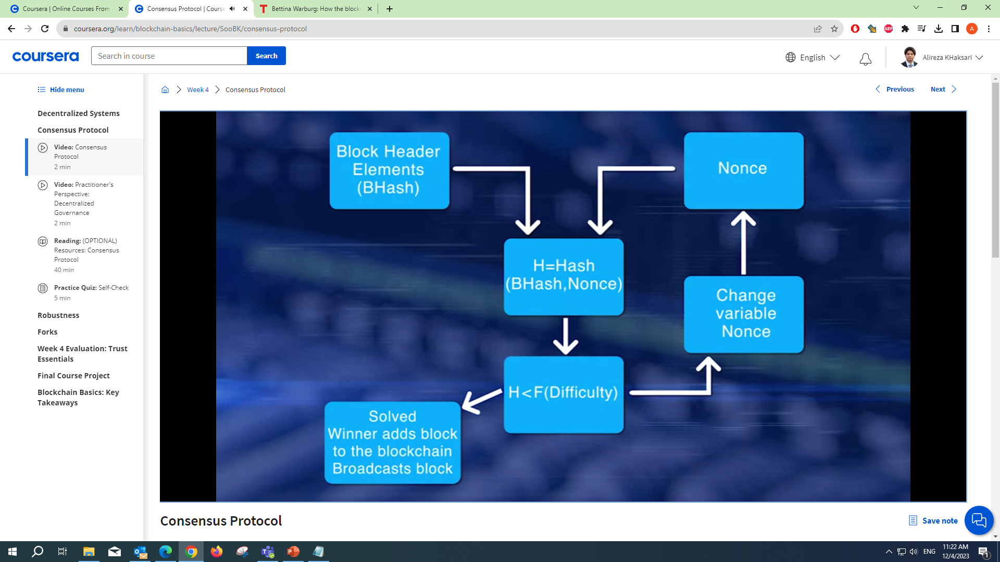 Coursera | Online Courses From
Consensus Protocol | Course
Bettina Warburg: How the block
coursera.org/learn/blockchain-basics/lecture/SooBK/consensus-protocol
ABP
A
coursera
Search in course
Search
English
Alireza KHaksari
Hide menu
Week 4
Consensus Protocol
Previous
Next
Decentralized Systems
Consensus Protocol
Video: Consensus
Protocol
2 min
Video: Practitioner's
Perspective:
Decentralized
Governance
2 min
Reading: (OPTIONAL)
Resources: Consensus
Protocol
40 min
Practice Quiz: Self-Check
5 min
Robustness
Forks
Week 4 Evaluation: Trust
Essentials
Final Course Project
Blockchain Basics: Key
Takeaways
Block Header
Elements
(BHash)
Nonce
H=Hash
(BHash,Nonce)
Change
variable
Nonce
H<F(Difficulty)
Solved
Winner adds block
to the blockchain
Broadcasts block
Consensus Protocol
Save note
ENG
11:22 AM
12/4/2023
1